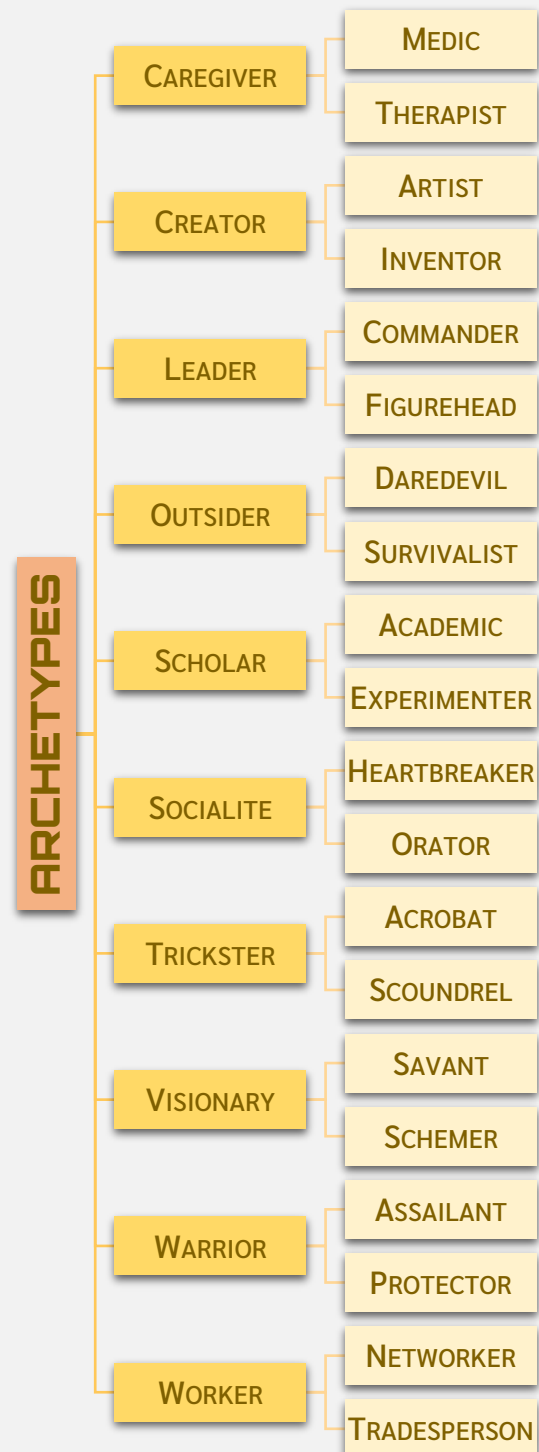 ARCHETYPES
CAREGIVER
MEDIC
THERAPIST
CREATOR
ARTIST
INVENTOR
LEADER
COMMANDER
FIGUREHEAD
OUTSIDER
DAREDEVIL
SURVIVALIST
SCHOLAR
ACADEMIC
EXPERIMENTER
SOCIALITE
HEARTBREAKER
ORATOR
TRICKSTER
ACROBAT
SCOUNDREL
VISIONARY
SAVANT
SCHEMER
WARRIOR
ASSAILANT
PROTECTOR
WORKER
NETWORKER
TRADESPERSON